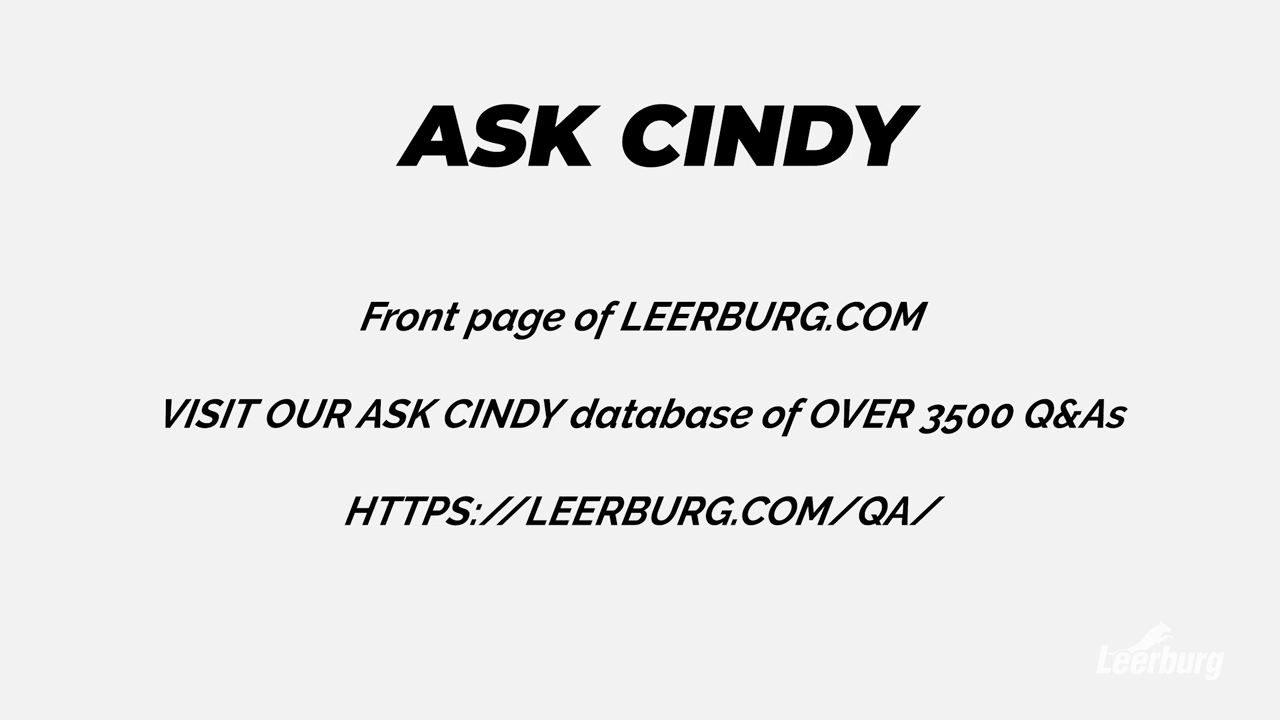 ASK CINDY
Front page of LEERBURG.COM
VISIT OUR ASK CINDY database of OVER 3500 Q&As
HTTPS://LEERBURG.COM/QA/
Leerburg